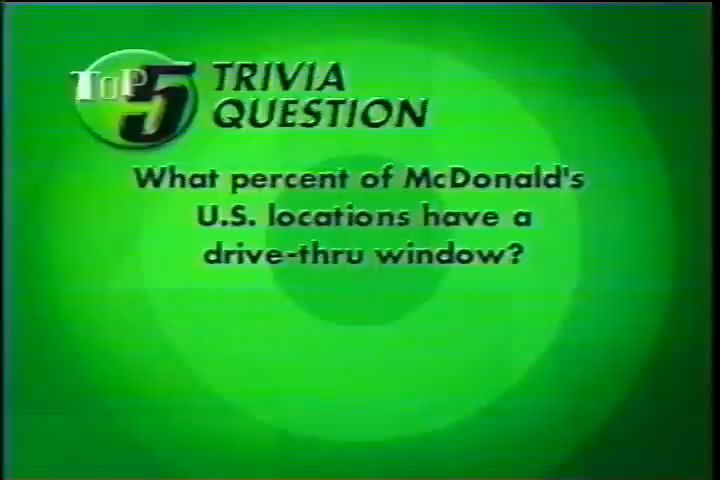 ToP 5 TRIVIA
QUESTION
What percent of McDonald's
U.S. locations have a
drive-thru window?